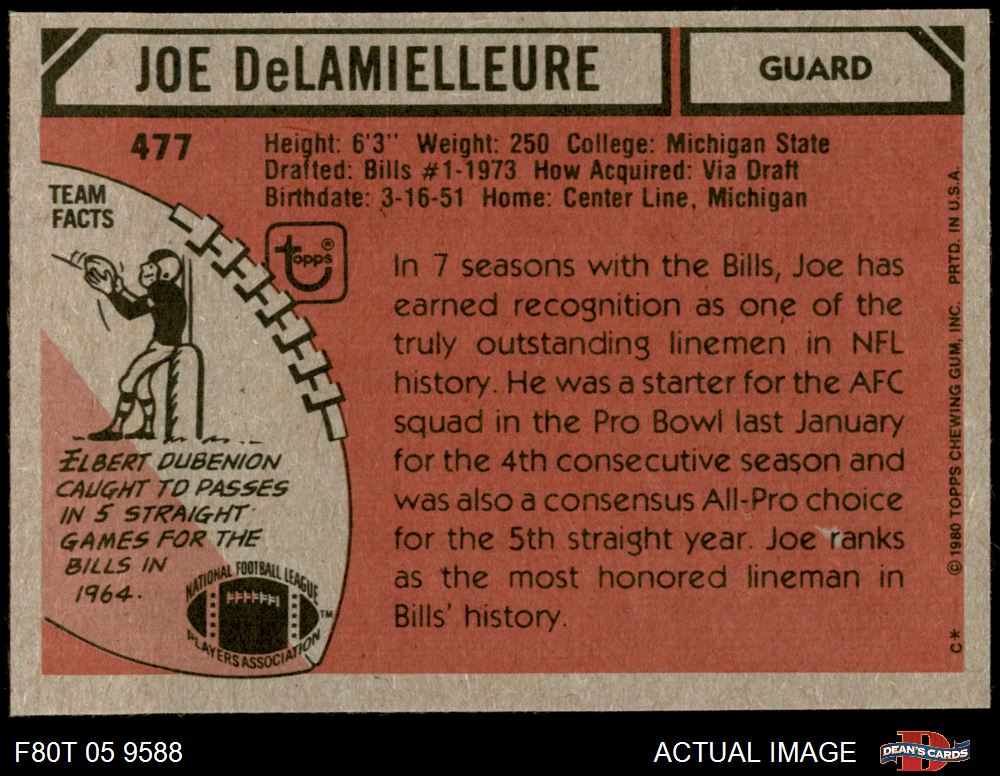 JOE DeLAMIELLEURE
GUARD
477
Height: 6'3" Weight: 250 College: Michigan State
Drafted: Bills #1-1973 How Acquired: Via Draft
Birthdate: 3-16-51 Home: Center Line, Michigan
TEAM
FACTS
topps®
In 7 seasons with the Bills, Joe has
earned recognition as one of the
truly outstanding linemen in NFL
history. He was a starter for the AFC
squad in the Pro Bowl last January
for the 4th consecutive season and
was also a consensus All-Pro choice
for the 5th straight year. Joe ranks
as the most honored lineman in
Bills' history.
ELBERT DUBENION
CAUGHT TD PASSES
IN 5 STRAIGHT
GAMES FOR THE
BILLS IN
1964.
NATIONAL FOOTBALL LEAGUE
PLAYERS ASSOCIATION
TM
C* ©1980 TOPPS CHEWING GUM, INC. PRTD. IN U.S.A.
F80T 05 9588
ACTUAL IMAGE
D
DEAN'S CARDS